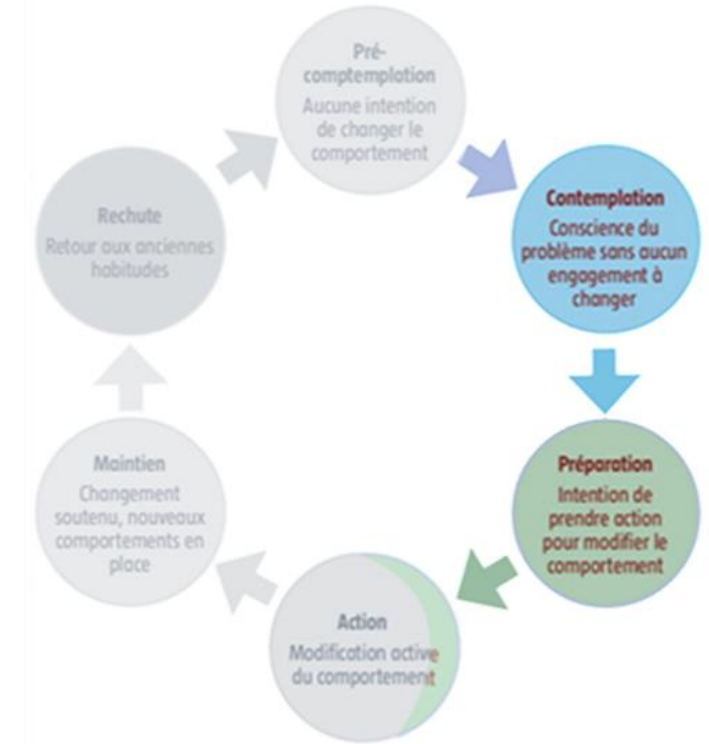 Pré-
comptemplation
Aucune intention
de changer le
comportement
Contemplation
Conscience du
problème sans aucun
engagement à
changer
Préparation
Intention de
prendre action
pour modifier le
comportement
Action
Modification active
du comportement
Maintien
Changement
soutenu, nouveaux
comportements en
place
Rechute
Retour aux anciennes
habitudes